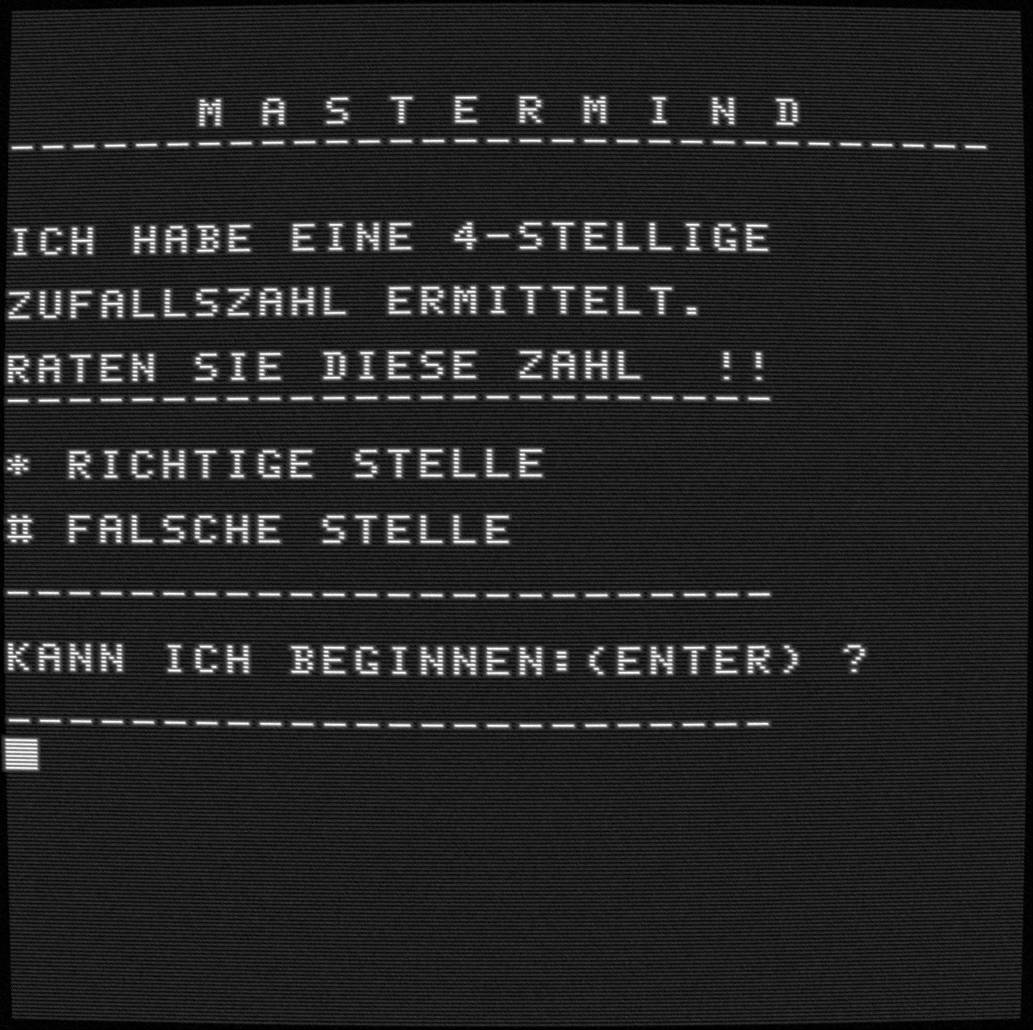 M A S T E R M I N D
-------------------------------
ICH HABE EINE 4-STELLIGE
ZUFALLSZAHL ERMITTELT.
RATEN SIE DIESE ZAHL  !!
------------------------
* RICHTIGE STELLE
# FALSCHE STELLE
------------------------
KANN ICH BEGINNEN:(ENTER) ?
------------------------